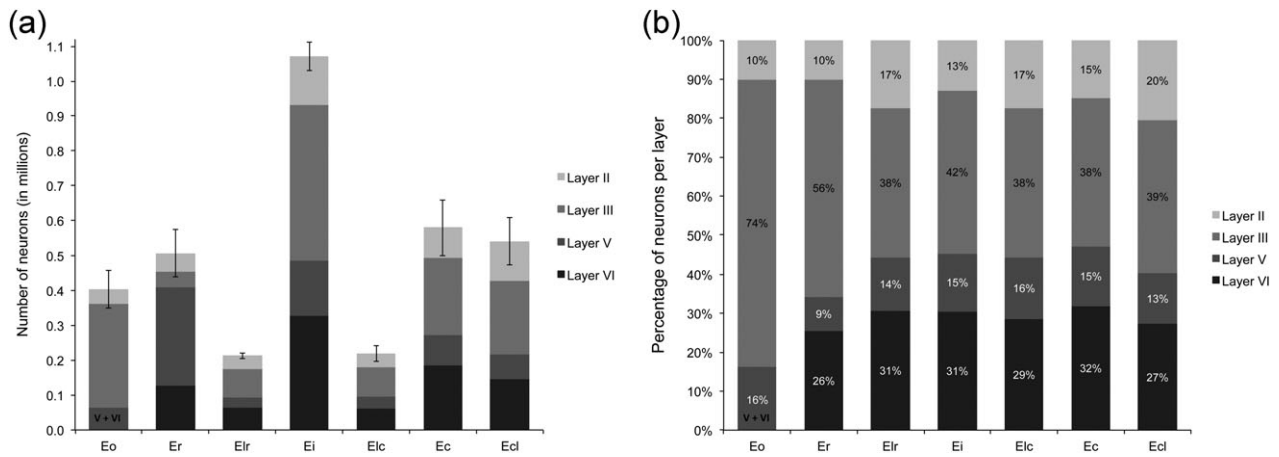 (a)
Number of neurons (in millions)
1.1
1.0
0.9
0.8
0.7
0.6
0.5
0.4
0.3
0.2
0.1
0.0
V + VI
Eo Er Elr Ei Elc Ec Ecl
Layer II
Layer III
Layer V
Layer VI
(b)
Percentage of neurons per layer
100%
90%
80%
70%
60%
50%
40%
30%
20%
10%
0%
10% 10% 17% 13% 17% 15% 20%
74% 56% 38% 42% 38% 38% 39%
16% 9% 14% 15% 16% 15% 13%
V + VI 26% 31% 31% 29% 32% 27%
Eo Er Elr Ei Elc Ec Ecl
Layer II
Layer III
Layer V
Layer VI